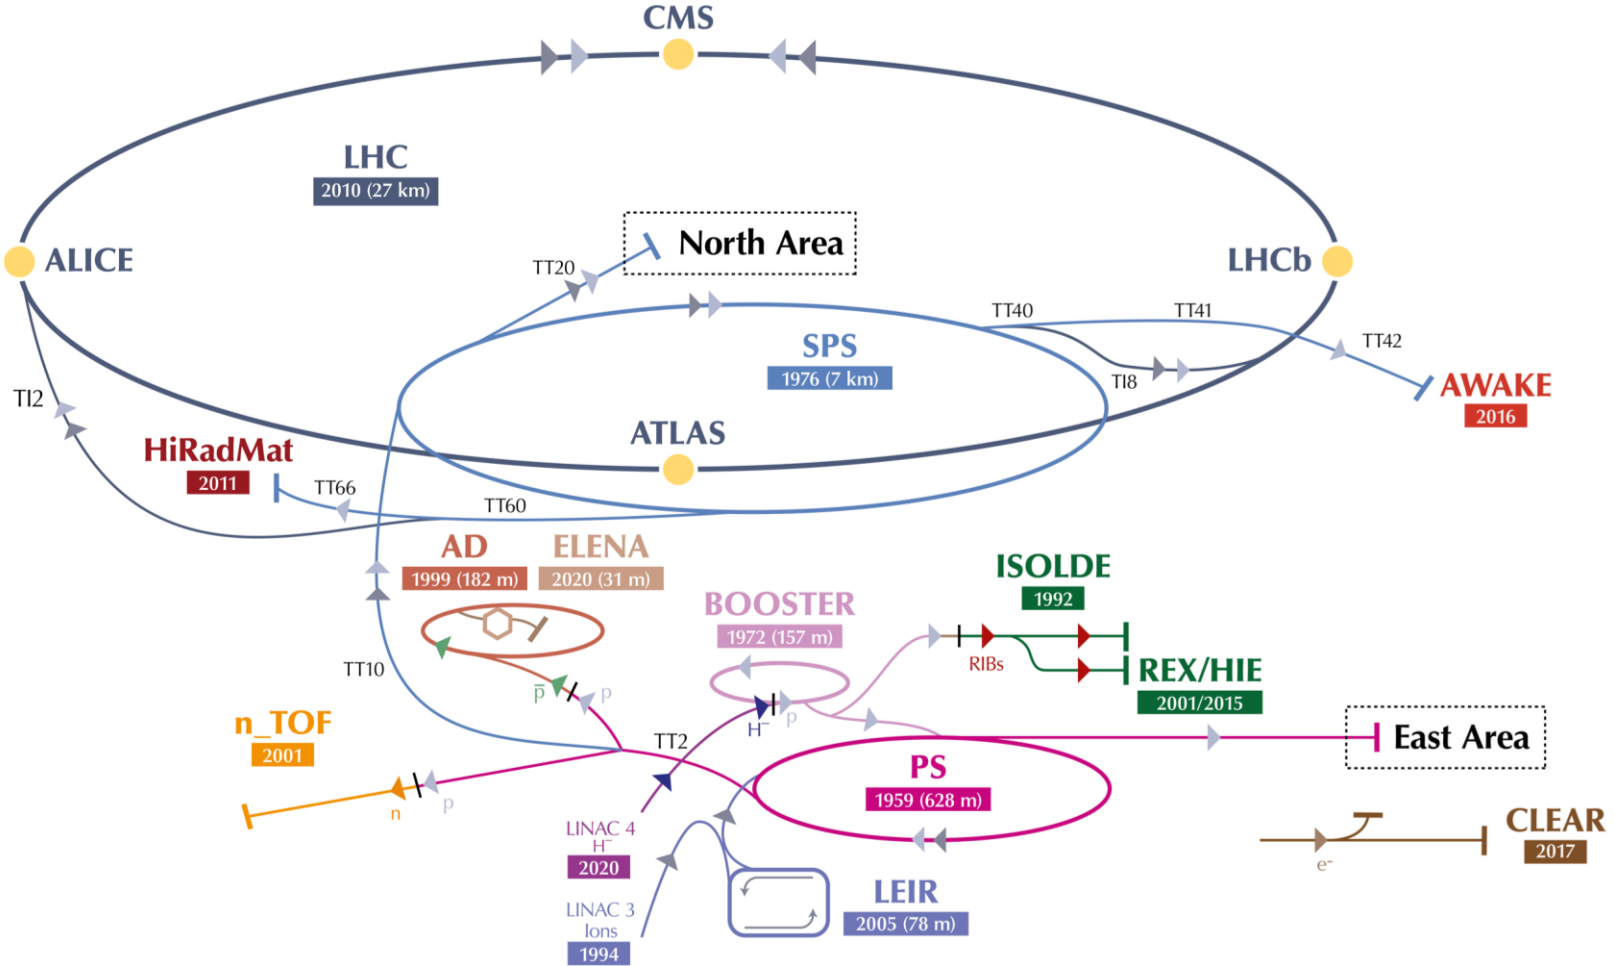 CMS
LHC
2010 (27 km)
North Area
ALICE
LHCb
TT20
TT40
TT41
SPS
1976 (7 km)
TT42
TI8
AWAKE
2016
TI2
ATLAS
HiRadMat
2011
TT66
TT60
AD
1999 (182 m)
ELENA
2020 (31 m)
ISOLDE
1992
BOOSTER
1972 (157 m)
RIBs
REX/HIE
2001/2015
TT10
p̅
p
H⁻
p
n_TOF
2001
TT2
East Area
PS
1959 (628 m)
n
p
LINAC 4
H⁻
2020
CLEAR
2017
e⁻
LEIR
2005 (78 m)
LINAC 3
Ions
1994